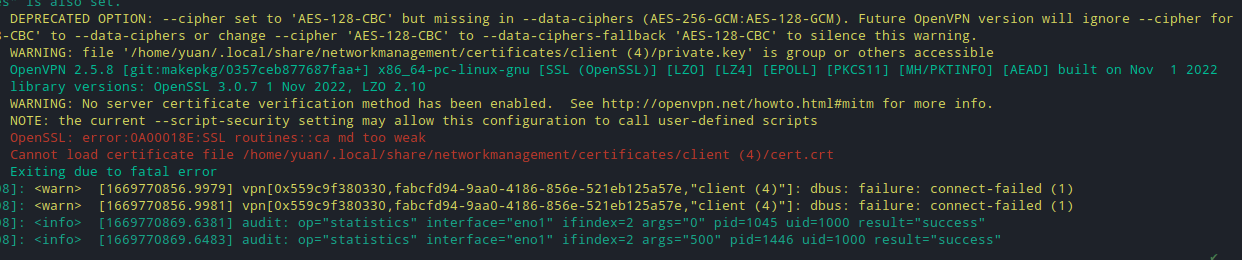 es" is also set.
DEPRECATED OPTION: --cipher set to 'AES-128-CBC' but missing in --data-ciphers (AES-256-GCM:AES-128-GCM). Future OpenVPN version will ignore --cipher for
s-CBC' to --data-ciphers or change --cipher 'AES-128-CBC' to --data-ciphers-fallback 'AES-128-CBC' to silence this warning.
WARNING: file '/home/yuan/.local/share/networkmanagement/certificates/client (4)/private.key' is group or others accessible
OpenVPN 2.5.8 [git:makepkg/0357ceb877687faa+] x86_64-pc-linux-gnu [SSL (OpenSSL)] [LZO] [LZ4] [EPOLL] [PKCS11] [MH/PKTINFO] [AEAD] built on Nov  1 2022
library versions: OpenSSL 3.0.7 1 Nov 2022, LZO 2.10
WARNING: No server certificate verification method has been enabled.  See http://openvpn.net/howto.html#mitm for more info.
NOTE: the current --script-security setting may allow this configuration to call user-defined scripts
OpenSSL: error:0A00018E:SSL routines::ca md too weak
Cannot load certificate file /home/yuan/.local/share/networkmanagement/certificates/client (4)/cert.crt
Exiting due to fatal error
08]: <warn>  [1669770856.9979] vpn[0x559c9f380330,fabcfd94-9aa0-4186-856e-521eb125a57e,"client (4)"]: dbus: failure: connect-failed (1)
08]: <warn>  [1669770856.9981] vpn[0x559c9f380330,fabcfd94-9aa0-4186-856e-521eb125a57e,"client (4)"]: dbus: failure: connect-failed (1)
08]: <info>  [1669770869.6381] audit: op="statistics" interface="eno1" ifindex=2 args="0" pid=1045 uid=1000 result="success"
08]: <info>  [1669770869.6483] audit: op="statistics" interface="eno1" ifindex=2 args="500" pid=1446 uid=1000 result="success"
✓